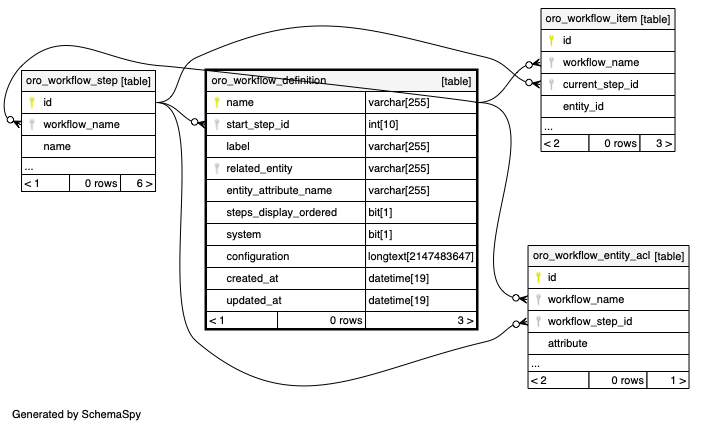 oro_workflow_item [table]
id
workflow_name
current_step_id
entity_id
...
< 2 0 rows 3 >
oro_workflow_step [table]
id
workflow_name
name
...
< 1 0 rows 6 >
oro_workflow_definition [table]
name varchar[255]
start_step_id int[10]
label varchar[255]
related_entity varchar[255]
entity_attribute_name varchar[255]
steps_display_ordered bit[1]
system bit[1]
configuration longtext[2147483647]
created_at datetime[19]
updated_at datetime[19]
< 1 0 rows 3 >
oro_workflow_entity_acl [table]
id
workflow_name
workflow_step_id
attribute
...
< 2 0 rows 1 >
Generated by SchemaSpy